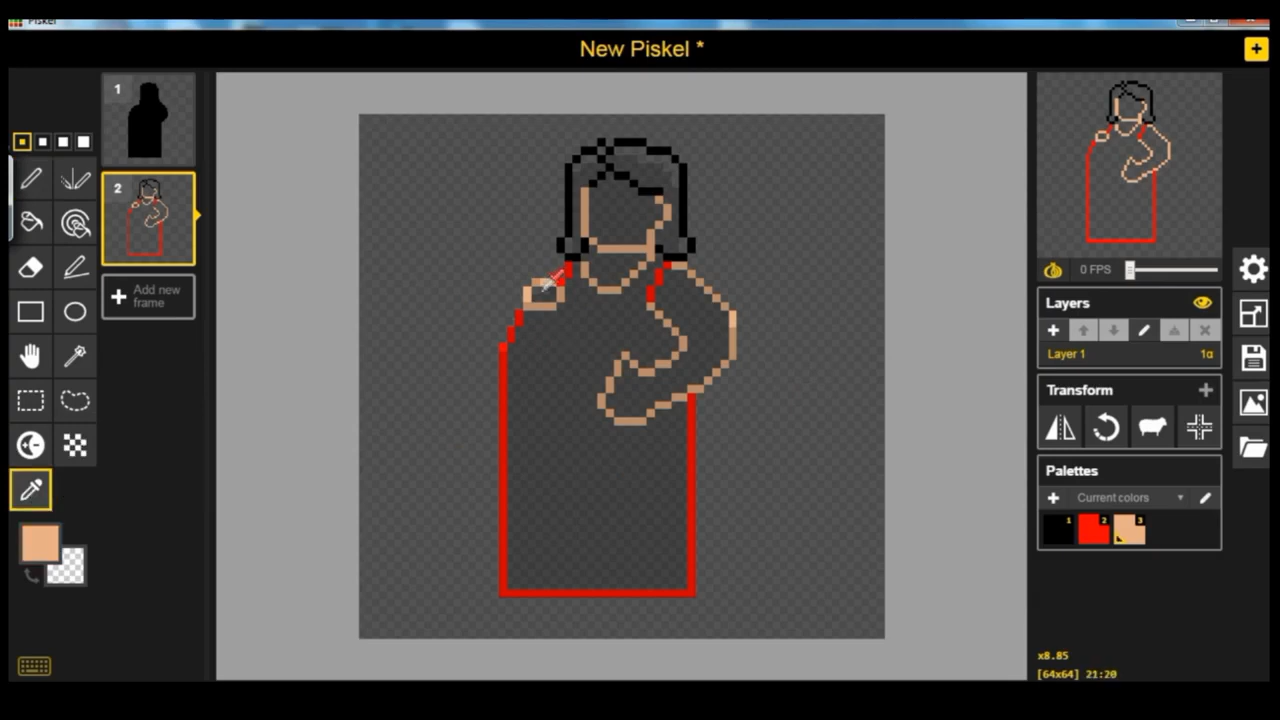 Piskel
New Piskel *
1
2
Add new
frame
0 FPS
Layers
Layer 1
1α
Transform
Palettes
Current colors
1
2
3
x8.85
[64x64] 21:20